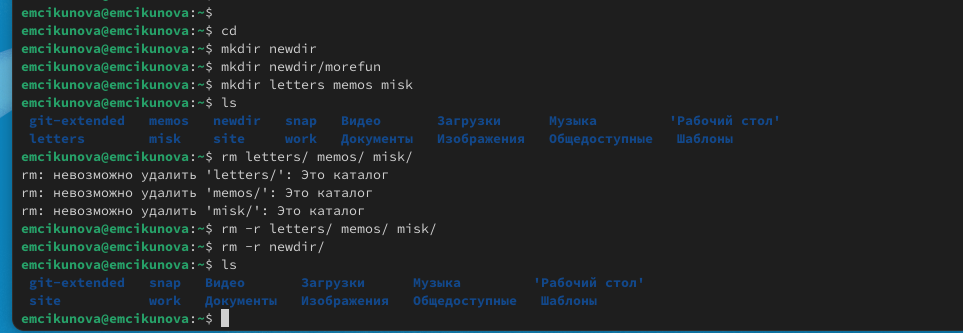 emcikunova@emcikunova:~$
emcikunova@emcikunova:~$ cd
emcikunova@emcikunova:~$ mkdir newdir
emcikunova@emcikunova:~$ mkdir newdir/morefun
emcikunova@emcikunova:~$ mkdir letters memos misk
emcikunova@emcikunova:~$ ls
git-extended memos newdir snap Видео Загрузки Музыка 'Рабочий стол'
letters misk site work Документы Изображения Общедоступные Шаблоны
emcikunova@emcikunova:~$ rm letters/ memos/ misk/
rm: невозможно удалить 'letters/': Это каталог
rm: невозможно удалить 'memos/': Это каталог
rm: невозможно удалить 'misk/': Это каталог
emcikunova@emcikunova:~$ rm -r letters/ memos/ misk/
emcikunova@emcikunova:~$ rm -r newdir/
emcikunova@emcikunova:~$ ls
git-extended snap Видео Загрузки Музыка 'Рабочий стол'
site work Документы Изображения Общедоступные Шаблоны
emcikunova@emcikunova:~$